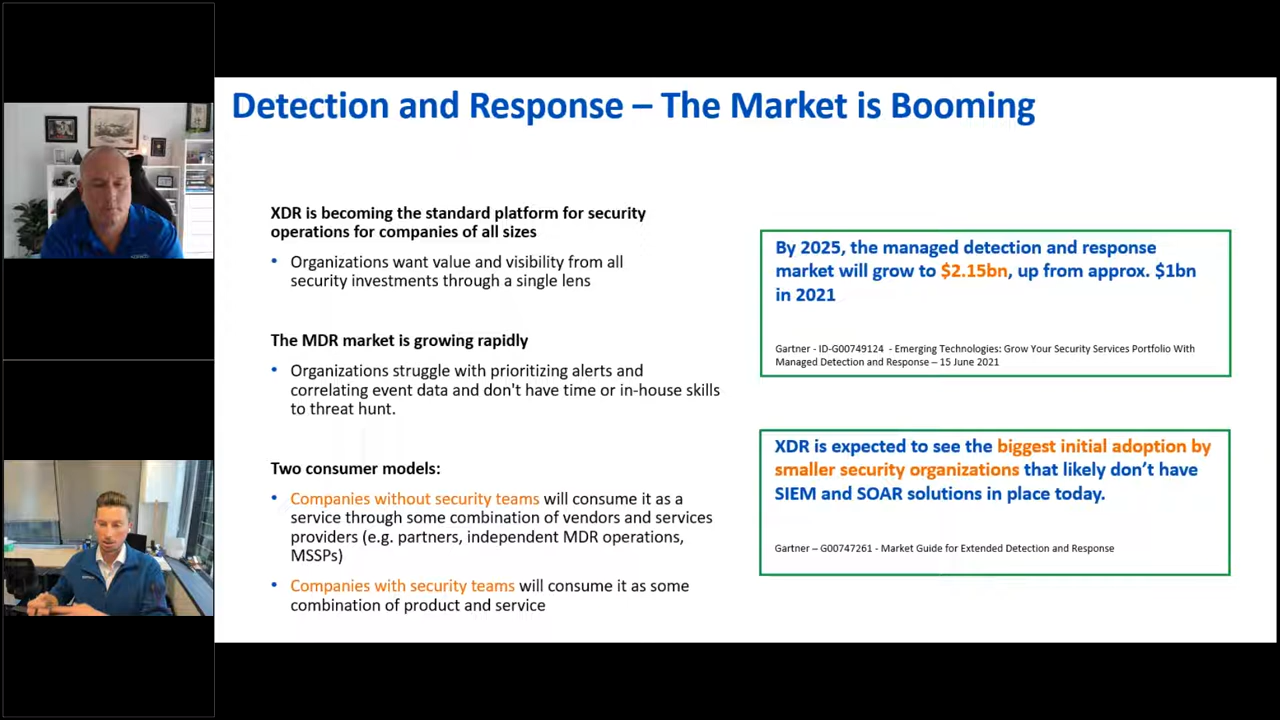 Detection and Response – The Market is Booming
XDR is becoming the standard platform for security
operations for companies of all sizes
• Organizations want value and visibility from all
security investments through a single lens
The MDR market is growing rapidly
• Organizations struggle with prioritizing alerts and
correlating event data and don't have time or in-house skills
to threat hunt.
Two consumer models:
• Companies without security teams will consume it as a
service through some combination of vendors and services
providers (e.g. partners, independent MDR operations,
MSSPs)
• Companies with security teams will consume it as some
combination of product and service
By 2025, the managed detection and response
market will grow to $2.15bn, up from approx. $1bn
in 2021
Gartner - ID-G00749124 - Emerging Technologies: Grow Your Security Services Portfolio With
Managed Detection and Response – 15 June 2021
XDR is expected to see the biggest initial adoption by
smaller security organizations that likely don’t have
SIEM and SOAR solutions in place today.
Gartner – G00747261 - Market Guide for Extended Detection and Response